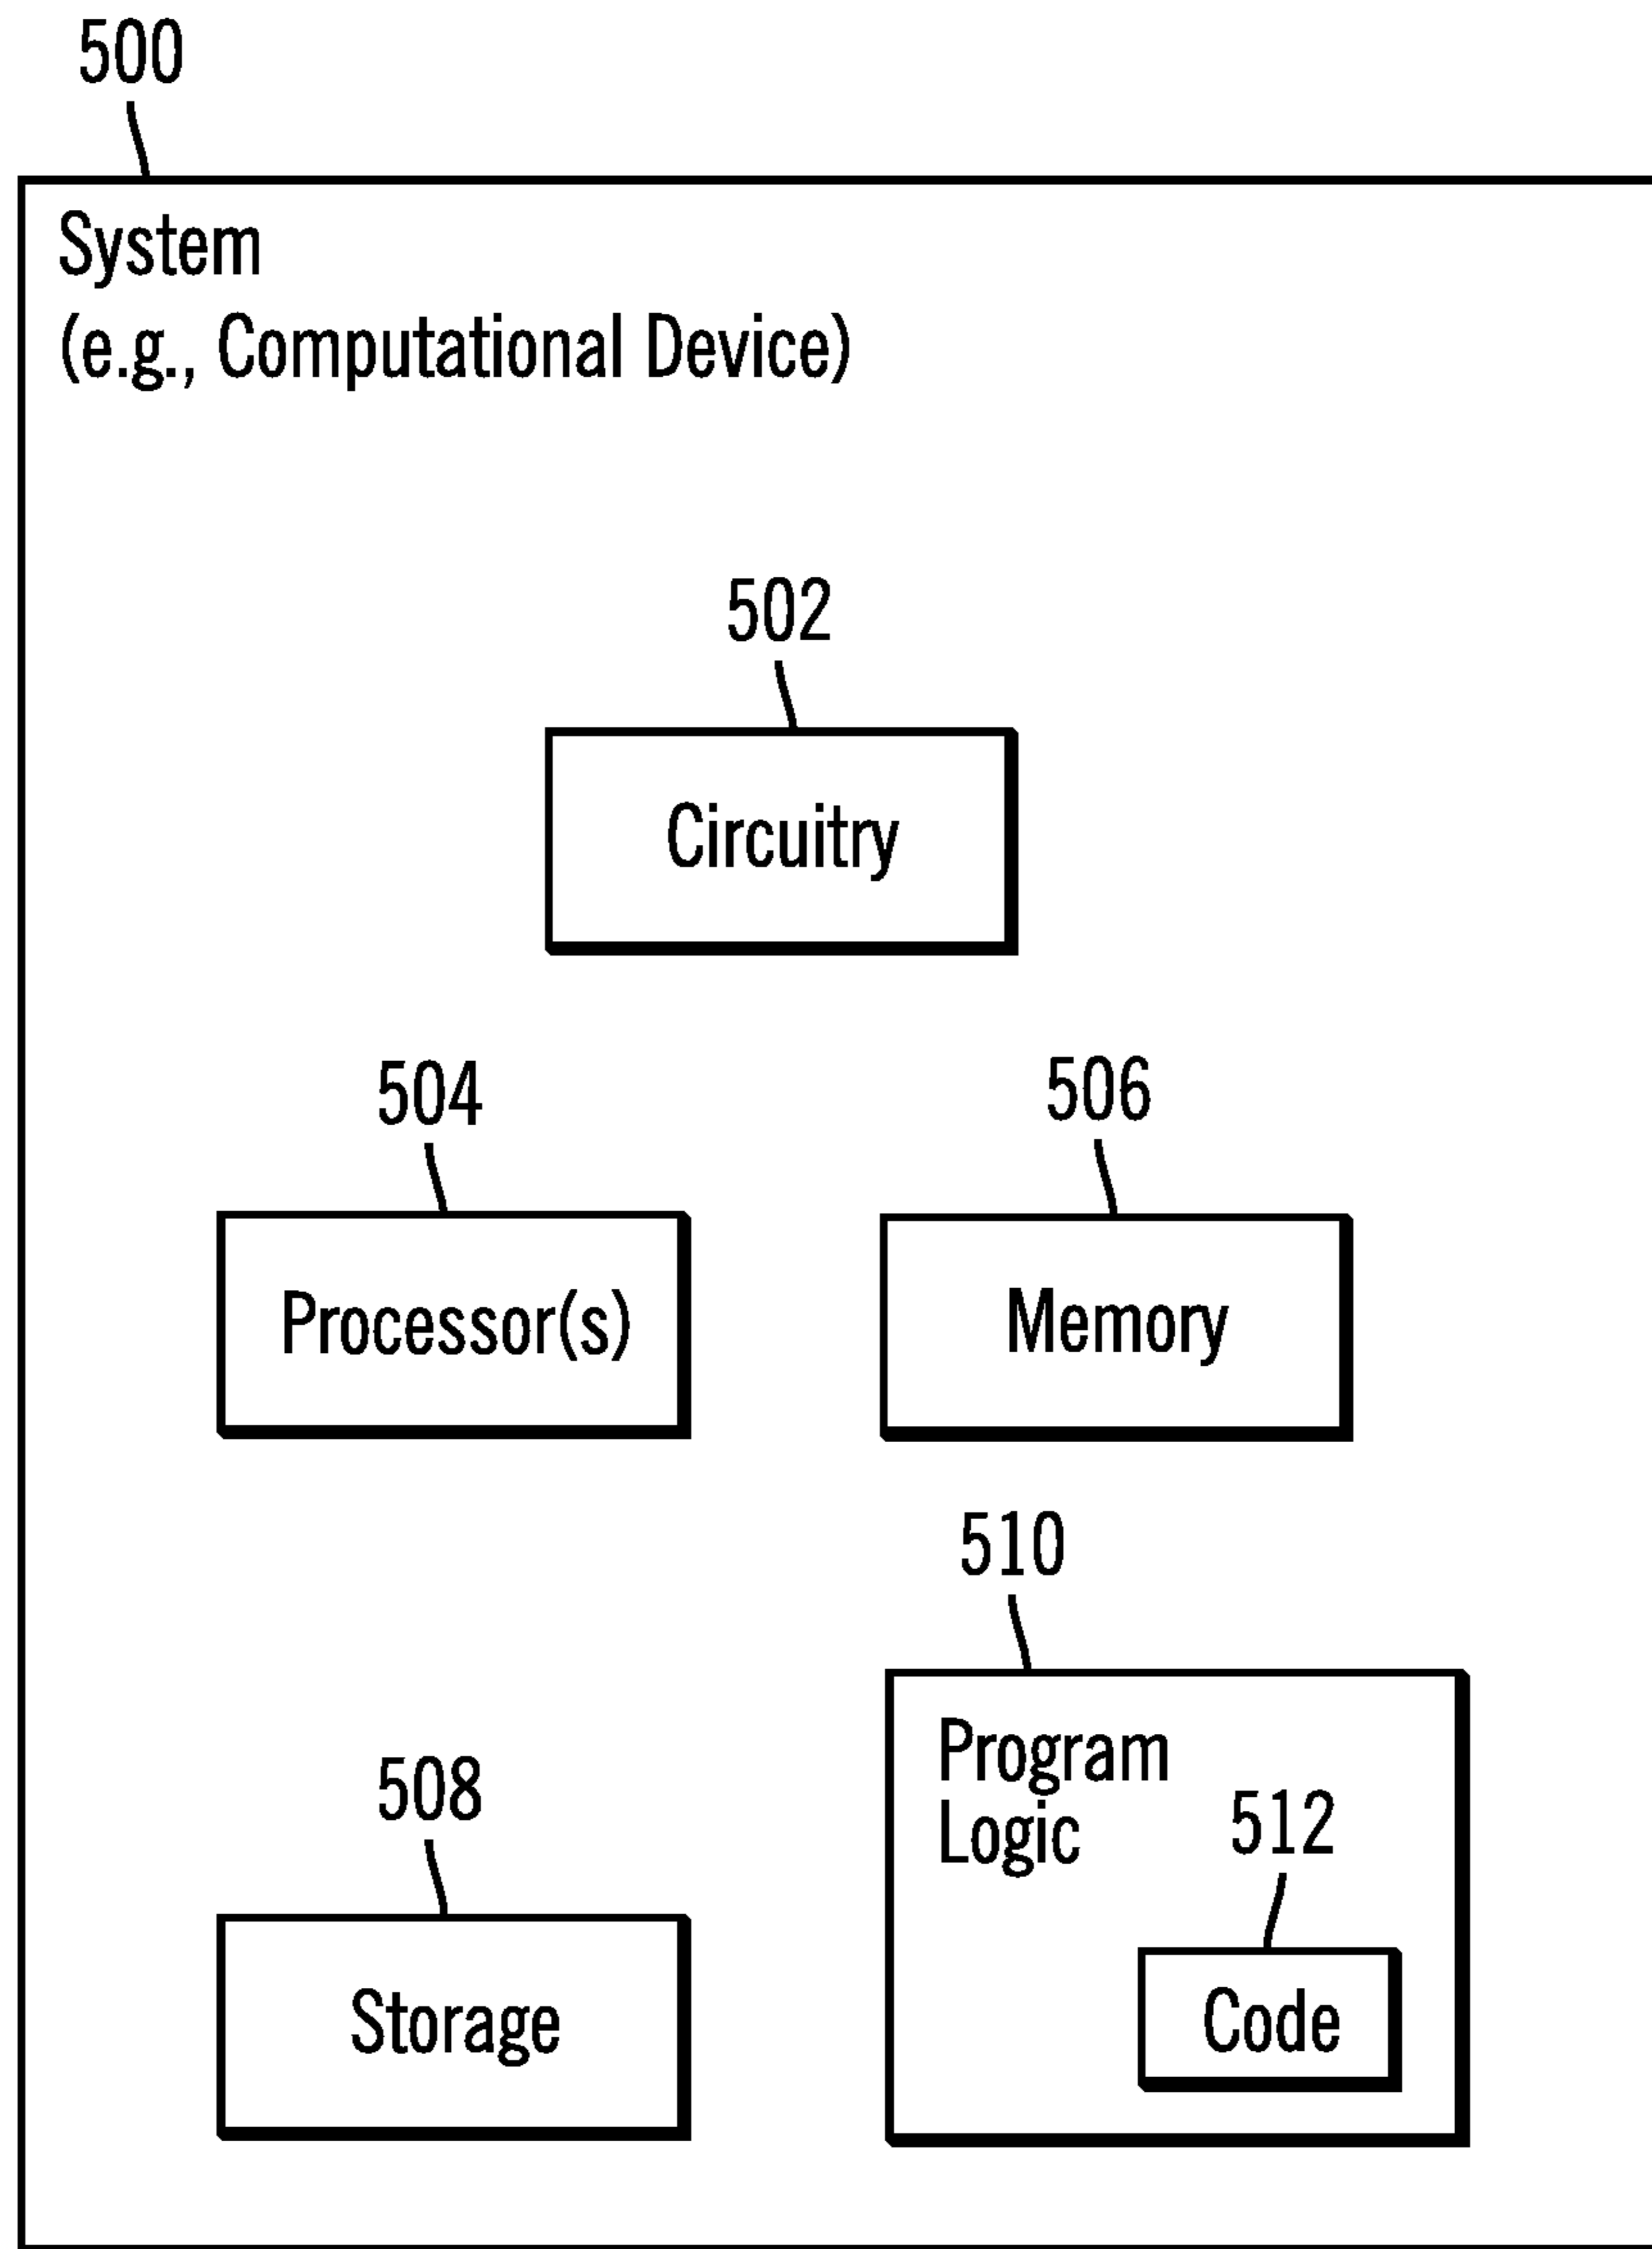 500
System
(e.g., Computational Device)
502
Circuitry
504
506
Processor(s)
Memory
510
Program
Logic
508
512
Storage
Code